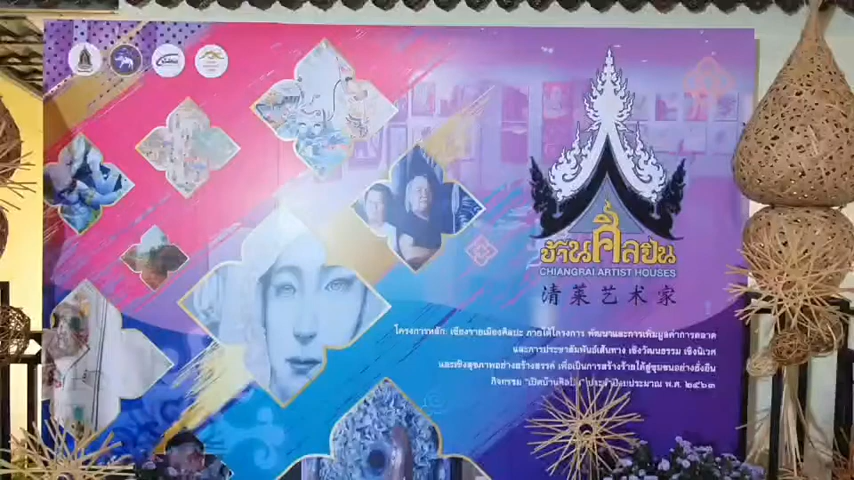 บ้านศิลปิน
CHIANGRAI ARTIST HOUSES
清莱艺术家
โครงการหลัก: เชียงรายเมืองศิลปะ ภายใต้โครงการ พัฒนาและการเพิ่มมูลค่าการตลาด
และการประชาสัมพันธ์เส้นทาง เชิงวัฒนธรรม เชิงนิเวศ
และเชิงสุขภาพอย่างสร้างสรรค์ เพื่อเป็นการสร้างรายได้สู่ชุมชนอย่างยั่งยืน
กิจกรรม "เปิดบ้านศิลปิน" ประจำปีงบประมาณ พ.ศ. ๒๕๖๓